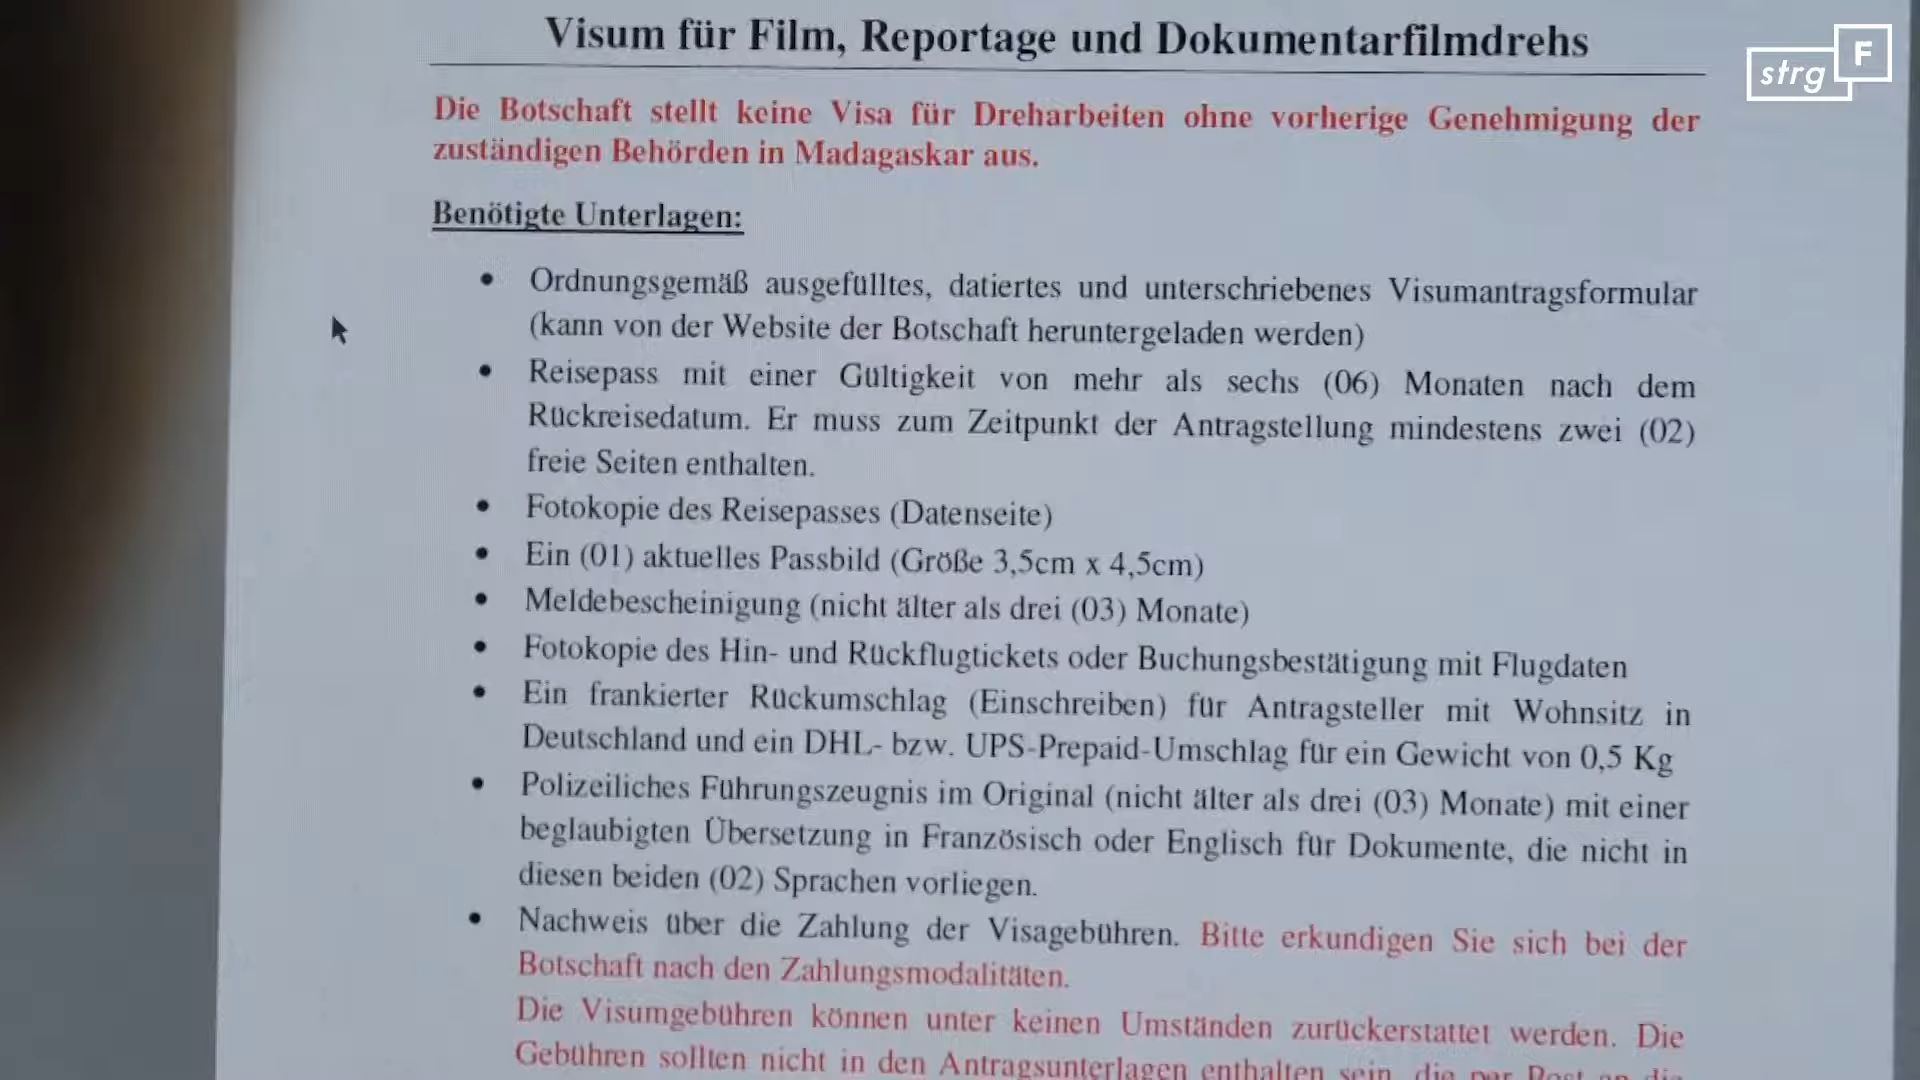 Visum für Film, Reportage und Dokumentarfilmdrehs
strg F
Die Botschaft stellt keine Visa für Dreharbeiten ohne vorherige Genehmigung der
zuständigen Behörden in Madagaskar aus.
Benötigte Unterlagen:
• Ordnungsgemäß ausgefülltes, datiertes und unterschriebenes Visumantragsformular
(kann von der Website der Botschaft heruntergeladen werden)
• Reisepass mit einer Gültigkeit von mehr als sechs (06) Monaten nach dem
Rückreisedatum. Er muss zum Zeitpunkt der Antragstellung mindestens zwei (02)
freie Seiten enthalten.
• Fotokopie des Reisepasses (Datenseite)
• Ein (01) aktuelles Passbild (Größe 3,5cm x 4,5cm)
• Meldebescheinigung (nicht älter als drei (03) Monate)
• Fotokopie des Hin- und Rückflugtickets oder Buchungsbestätigung mit Flugdaten
• Ein frankierter Rückumschlag (Einschreiben) für Antragsteller mit Wohnsitz in
Deutschland und ein DHL- bzw. UPS-Prepaid-Umschlag für ein Gewicht von 0,5 Kg
• Polizeiliches Führungszeugnis im Original (nicht älter als drei (03) Monate) mit einer
beglaubigten Übersetzung in Französisch oder Englisch für Dokumente, die nicht in
diesen beiden (02) Sprachen vorliegen.
• Nachweis über die Zahlung der Visagebühren. Bitte erkundigen Sie sich bei der
Botschaft nach den Zahlungsmodalitäten.
Die Visumgebühren können unter keinen Umständen zurückerstattet werden. Die
Gebühren sollten nicht in den Antragsunterlagen enthalten sein, die per Post an die